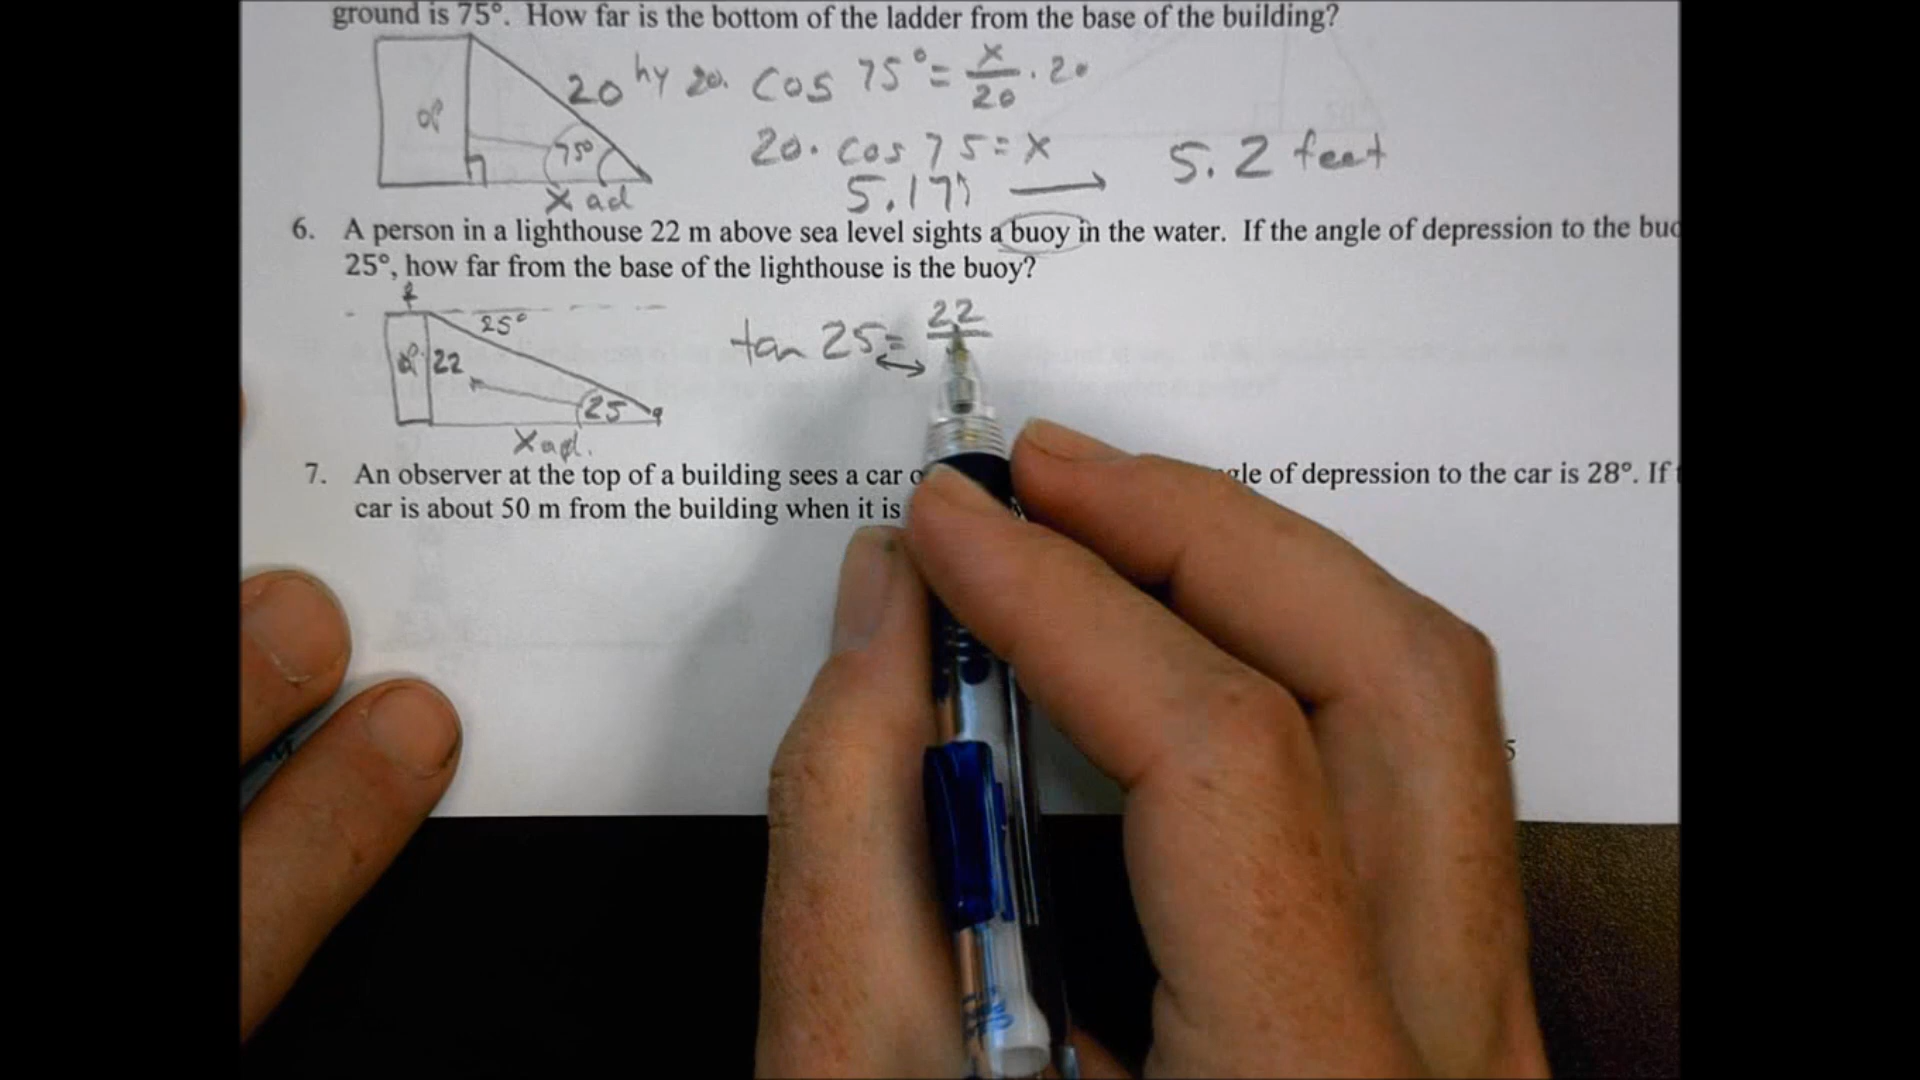 ground is 75°. How far is the bottom of the ladder from the base of the building?
20 hy 20. cos 75° = x/20 · 20
op
75°
x ad
20. cos 75 = x
5.17 → 5.2 feet
6. A person in a lighthouse 22 m above sea level sights a buoy in the water. If the angle of depression to the
25°, how far from the base of the lighthouse is the buoy?
25°
tan 25 = 22
op 22
25
x ad.
7. An observer at the top of a building sees a car of depression to the car is 28°. If
car is about 50 m from the building when it is